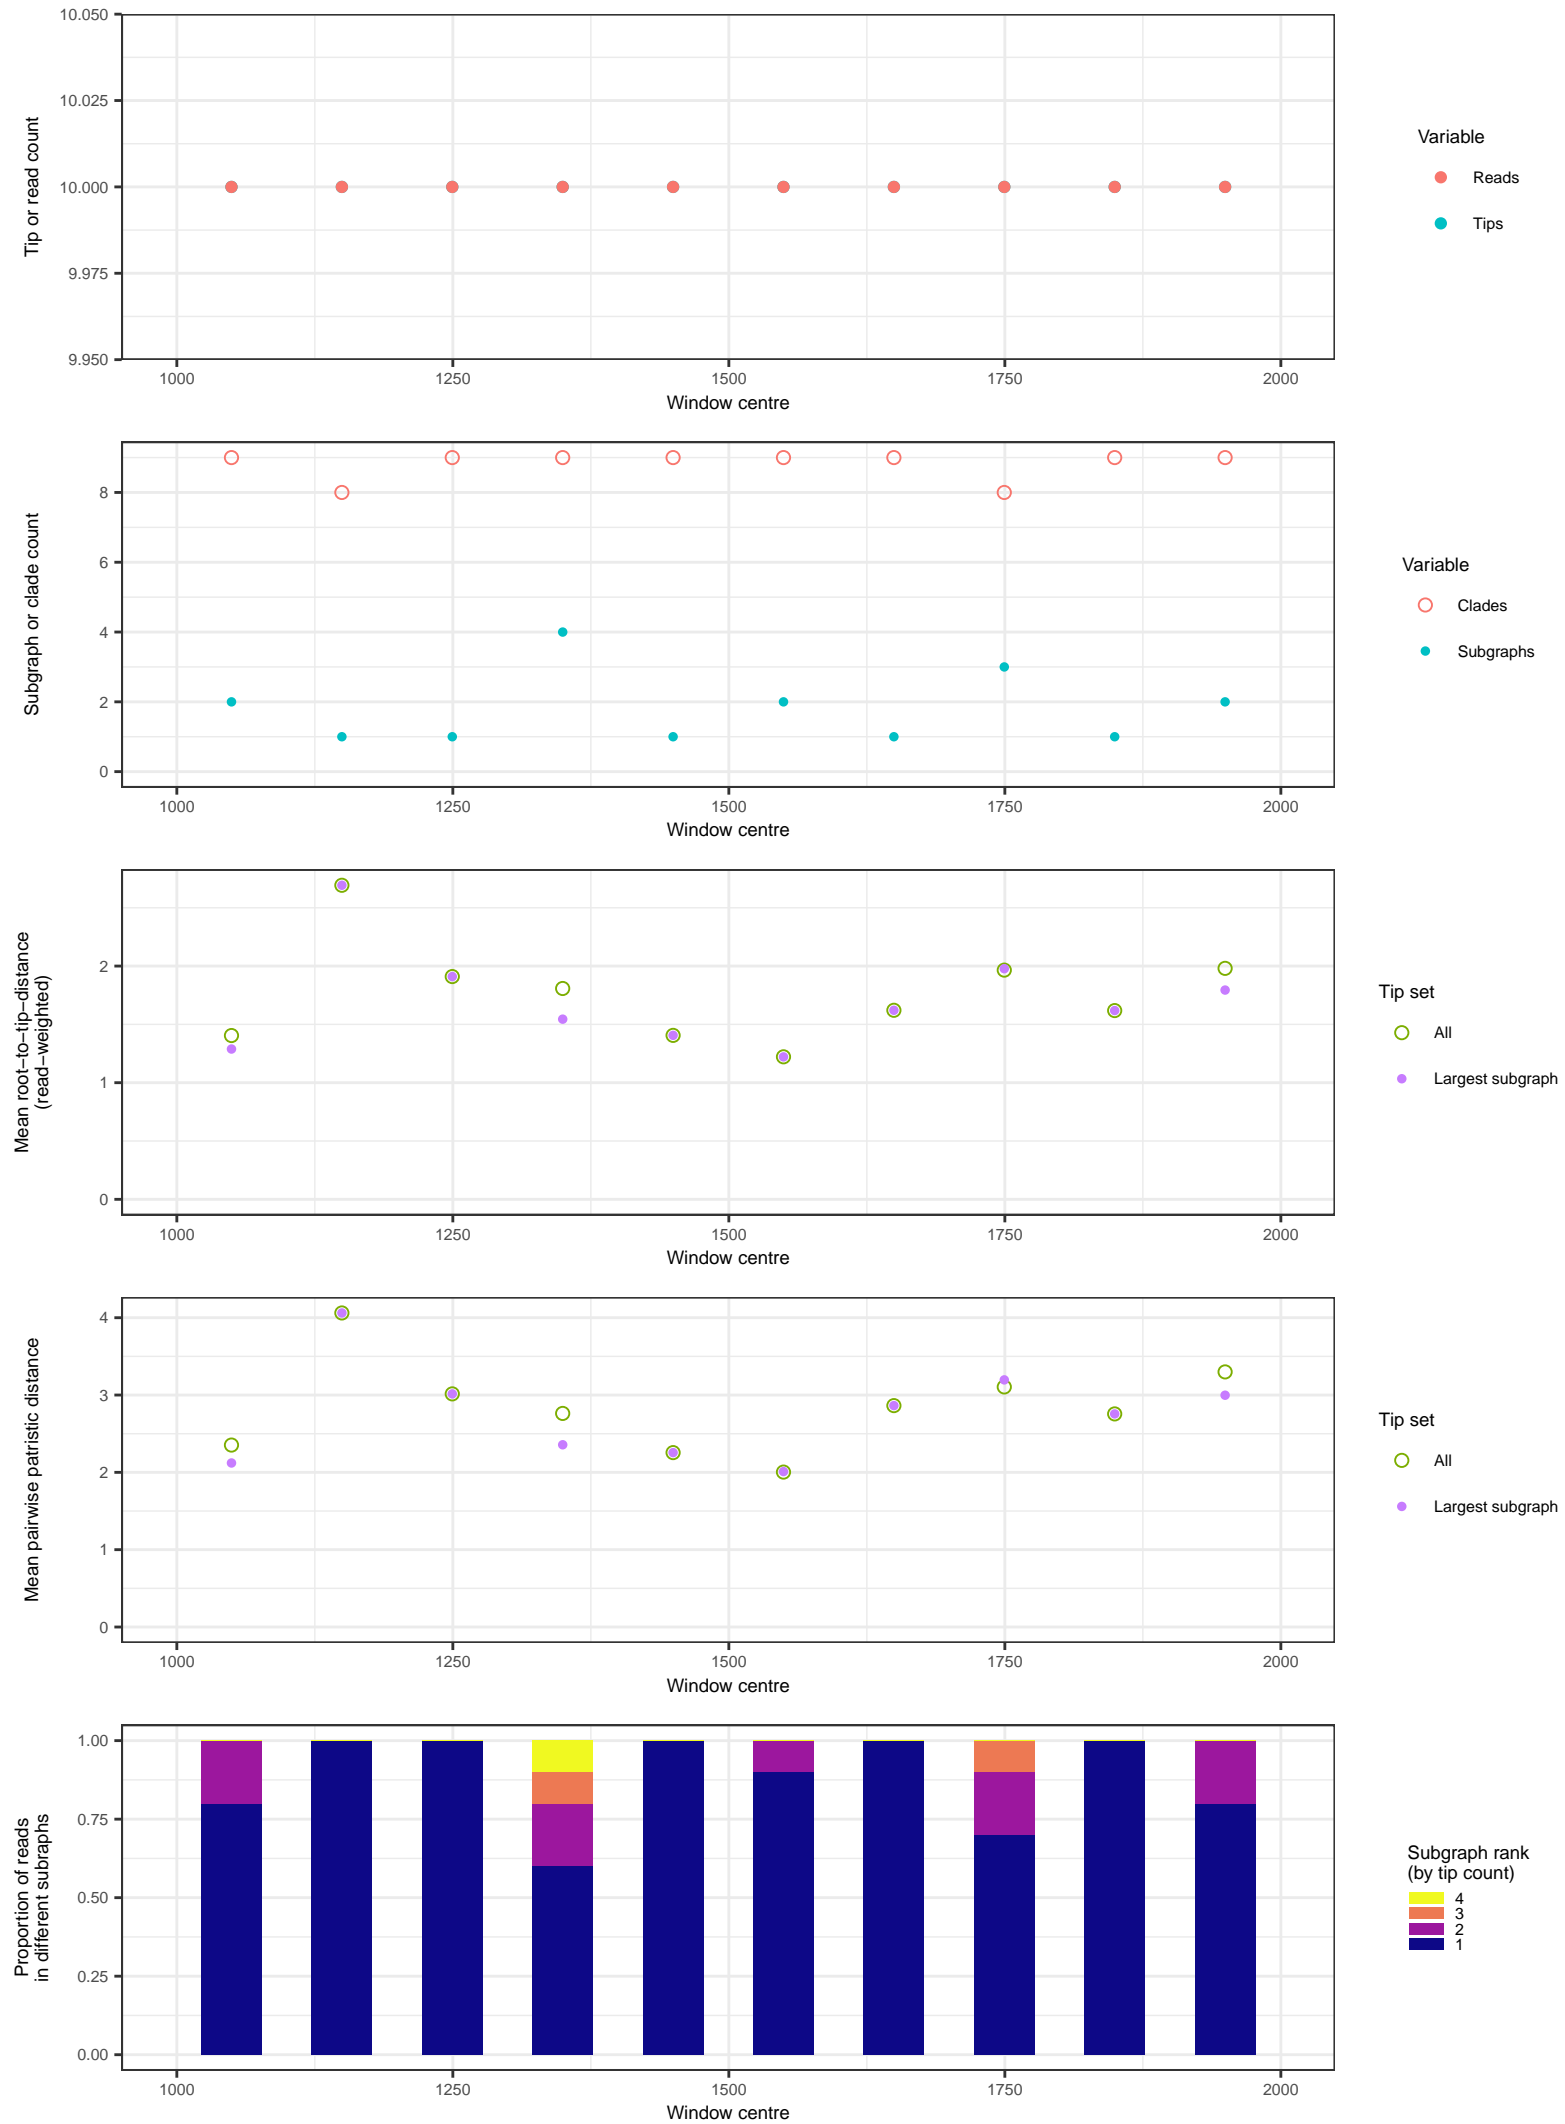 10.050
10.025
10.000
9.975
9.950
Tip or read count
1000 1250 1500 1750 2000
Window centre
Variable
Reads
Tips
8
6
4
2
0
Subgraph or clade count
1000 1250 1500 1750 2000
Window centre
Variable
Clades
Subgraphs
2
1
0
Mean root−to−tip−distance
(read−weighted)
1000 1250 1500 1750 2000
Window centre
Tip set
All
Largest subgraph
4
3
2
1
0
Mean pairwise patristic distance
1000 1250 1500 1750 2000
Window centre
Tip set
All
Largest subgraph
1.00
0.75
0.50
0.25
0.00
Proportion of reads
in different subraphs
1000 1250 1500 1750 2000
Window centre
Subgraph rank
(by tip count)
4
3
2
1